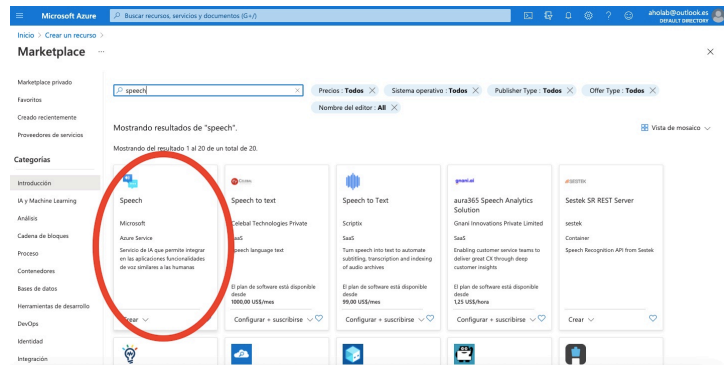 Microsoft Azure
Buscar recursos, servicios y documentos (G+/)
aholab@outlook.es
DEFAULT DIRECTORY
Inicio > Crear un recurso >
Marketplace ...
Marketplace privado
Favoritos
Creado recientemente
Proveedores de servicios
Categorías
Introducción
IA y Machine Learning
Análisis
Cadena de bloques
Proceso
Contenedores
Bases de datos
Herramientas de desarrollo
DevOps
Identidad
Integración
speech
Precios : Todos
Sistema operativo : Todos
Publisher Type : Todos
Offer Type : Todos
Nombre del editor : All
Mostrando resultados de "speech".
Vista de mosaico
Mostrando del resultado 1 al 20 de un total de 20.
Speech
Microsoft
Azure Service
Servicio de IA que permite integrar
en las aplicaciones funcionalidades
de voz similares a las humanas
Crear
Speech to text
Celebal Technologies Private
SaaS
Speech language text
El plan de software está disponible
desde
1000,00 US$/mes
Configurar + suscribirse
Speech to Text
Scriptix
SaaS
Turn speech into text to automate
subtitling, transcription and indexing
of audio archives
El plan de software está disponible
desde
99,00 US$/mes
Configurar + suscribirse
gnani.ai
aura365 Speech Analytics
Solution
Gnani Innovations Private Limited
SaaS
Enabling customer service teams to
deliver great CX through deep
customer insights
El plan de software está disponible
desde
1,25 US$/hora
Configurar + suscribirse
SESTEK
Sestek SR REST Server
sestek
Container
Speech Recognition API from Sestek
Crear